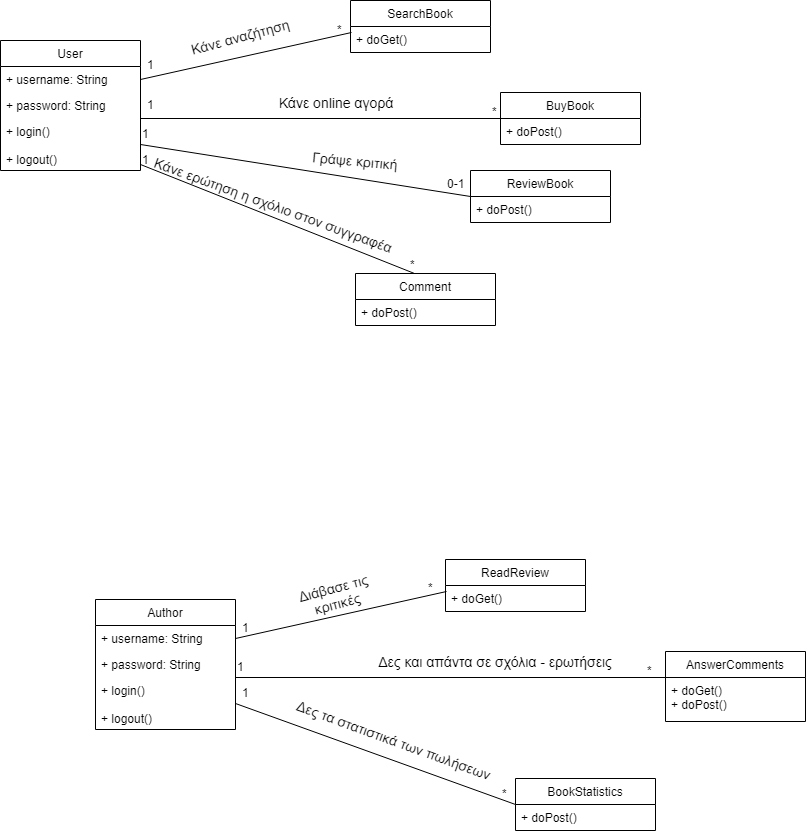 SearchBook
+ doGet()
Κάνε αναζήτηση
1
*
User
+ username: String
+ password: String
+ login()
+ logout()
1
Κάνε online αγορά
*
BuyBook
+ doPost()
1
Γράψε κριτική
0-1
ReviewBook
+ doPost()
1
Κάνε ερώτηση η σχόλιο στον συγγραφέα
*
Comment
+ doPost()
ReadReview
+ doGet()
Διάβασε τις
κριτικές
1
*
Author
+ username: String
+ password: String
+ login()
+ logout()
1
Δες και απάντα σε σχόλια - ερωτήσεις
*
AnswerComments
+ doGet()
+ doPost()
1
Δες τα στατιστικά των πωλήσεων
*
BookStatistics
+ doPost()